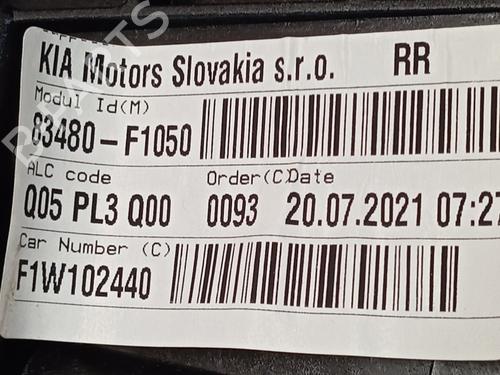 KIA Motors Slovakia s.r.o. RR
Modul Id(M)
83480-F1050
ALC code Order(C)Date
Q05 PL3 Q00 0093 20.07.2021 07:27
Car Number (C)
F1W102440